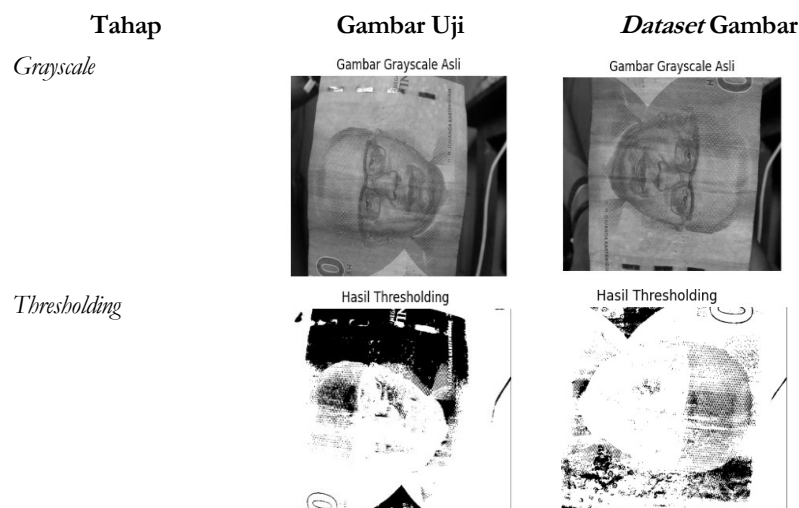 Tahap Gambar Uji Dataset Gambar
Grayscale
Gambar Grayscale Asli Gambar Grayscale Asli
Thresholding
Hasil Thresholding Hasil Thresholding